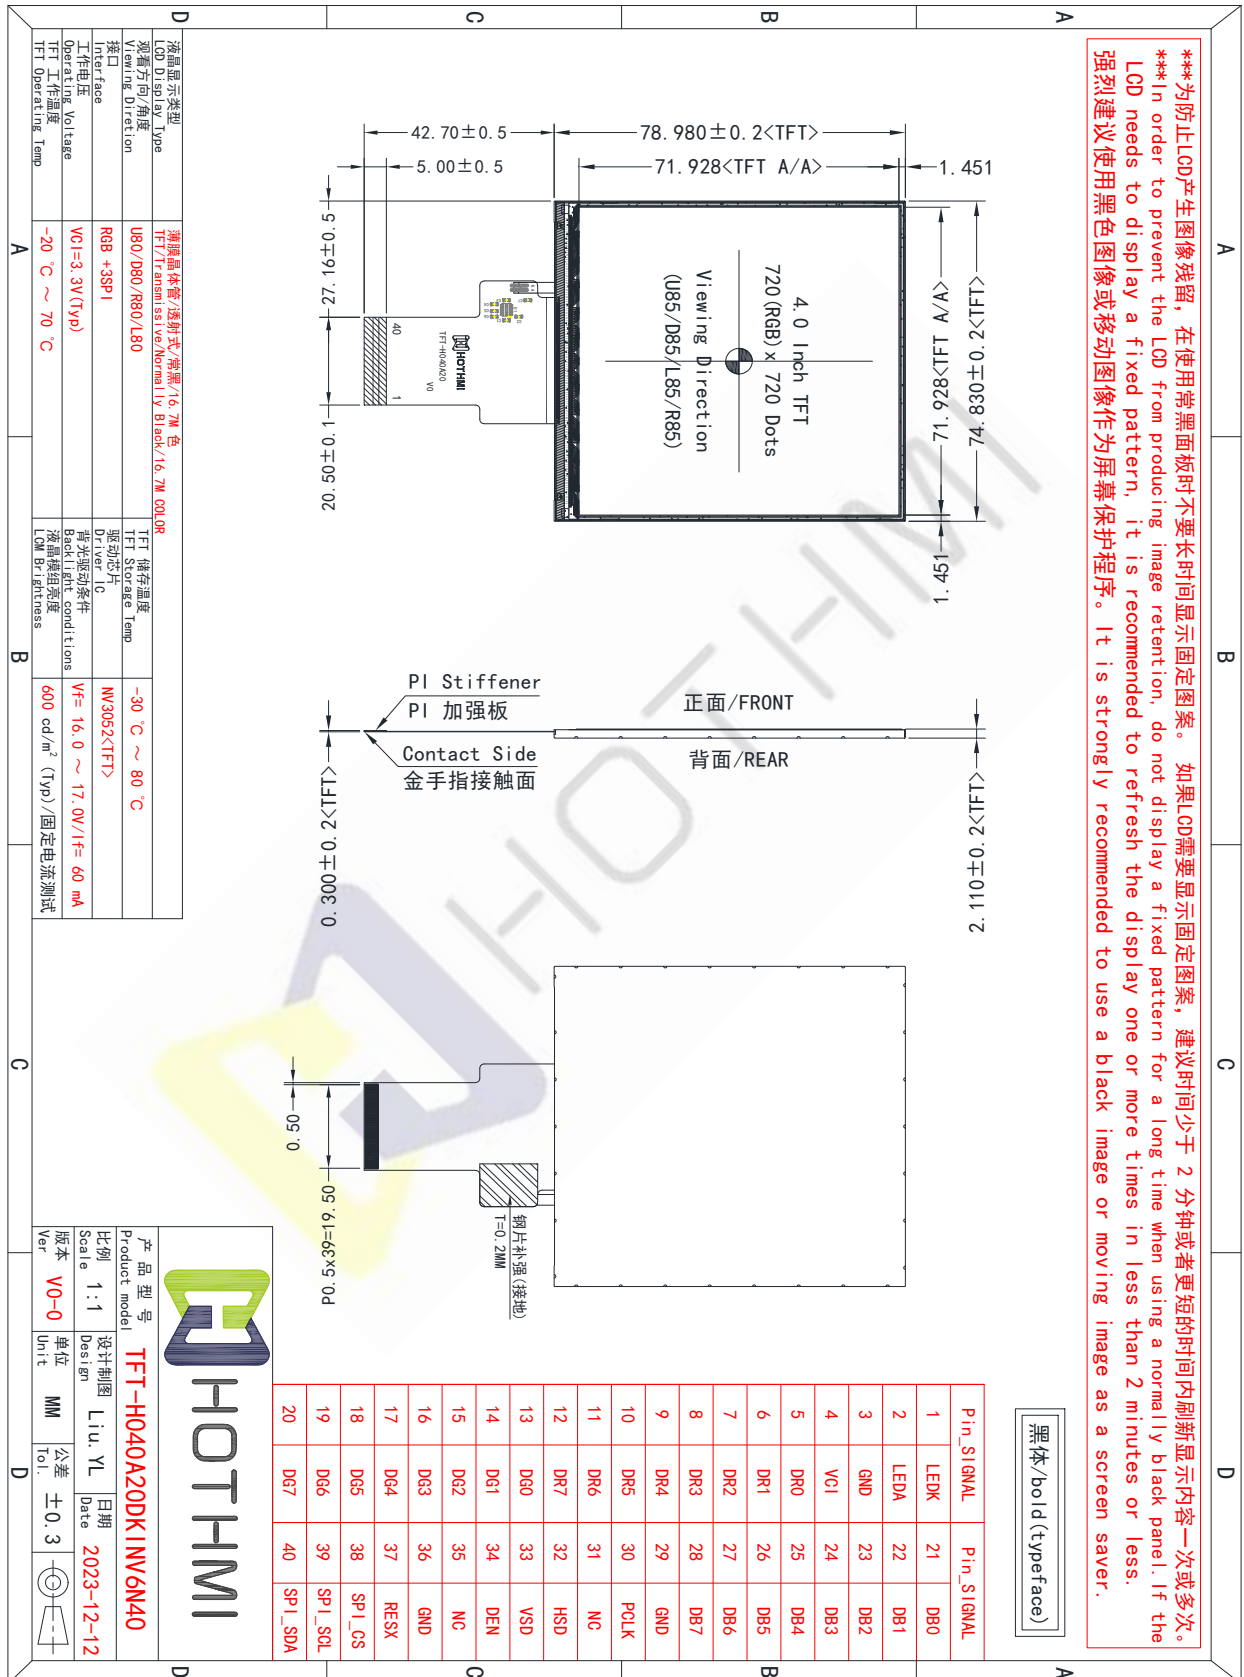 ***为防止LCD产生图像残留，在使用常黑面板时不要长时间显示固定图案。 如果LCD需要显示固定图案，建议时间少于 2 分钟或者更短的时间内刷新显示内容一次或多次。
***In order to prevent the LCD from producing image retention, do not display a fixed pattern for a long time when using a normally black panel. If the
LCD needs to display a fixed pattern, it is recommended to refresh the display one or more times in less than 2 minutes or less.
强烈建议使用黑色图像或移动图像作为屏幕保护程序。It is strongly recommended to use a black image or moving image as a screen saver.
A
B
C
D
A
B
C
D
A
B
C
D
A
B
C
D
黑体/bold(typeface)
74.830±0.2<TFT>
71.928<TFT A/A>
1.451
1.451
78.980±0.2<TFT>
71.928<TFT A/A>
42.70±0.5
5.00±0.5
27.16±0.5
20.50±0.1
4.0 Inch TFT
720(RGB)x 720 Dots
Viewing Direction
(U85/D85/L85/R85)
HOTHMI
TFT-H040A20
V0
40
1
2.110±0.2<TFT>
正面/FRONT
背面/REAR
PI Stiffener
PI 加强板
Contact Side
金手指接触面
0.300±0.2<TFT>
钢片补强(接地)
T=0.2MM
P0.5x39=19.50
0.50
HOTHMI
Pin_SIGNAL Pin_SIGNAL
1 LEDK 21 DB0
2 LEDA 22 DB1
3 GND 23 DB2
4 VCI 24 DB3
5 DR0 25 DB4
6 DR1 26 DB5
7 DR2 27 DB6
8 DR3 28 DB7
9 DR4 29 GND
10 DR5 30 PCLK
11 DR6 31 NC
12 DR7 32 HSD
13 DG0 33 VSD
14 DG1 34 DEN
15 DG2 35 NC
16 DG3 36 GND
17 DG4 37 RESX
18 DG5 38 SPI_CS
19 DG6 39 SPI_SCL
20 DG7 40 SPI_SDA
液晶显示类型
LCD Display Type
薄膜晶体管/透射式/常黑/16.7M 色
TFT/Transmissive/Normally Black/16.7M COLOR
观看方向/角度
Viewing Diretion
U80/D80/R80/L80
TFT 储存温度
TFT Storage Temp
-30 ℃ ～ 80 ℃
接口
Interface
RGB +3SPI
驱动芯片
Driver IC
NV3052<TFT>
工作电压
Operating Voltage
VCI=3.3V(Typ)
背光驱动条件
Backlight conditions
Vf= 16.0 ～ 17.0V/If= 60 mA
TFT 工作温度
TFT Operating Temp
-20 ℃ ～ 70 ℃
液晶模组亮度
LCM Brightness
600 cd/m² (Typ)/固定电流测试
HOTHMI
产品型号
Product model
TFT-H040A20DKINV6N40
比例
Scale
1:1
设计制图
Design
Liu. YL
日期
Date
2023-12-12
版本
Ver
V0-0
单位
Unit
MM
公差
Tol.
±0.3